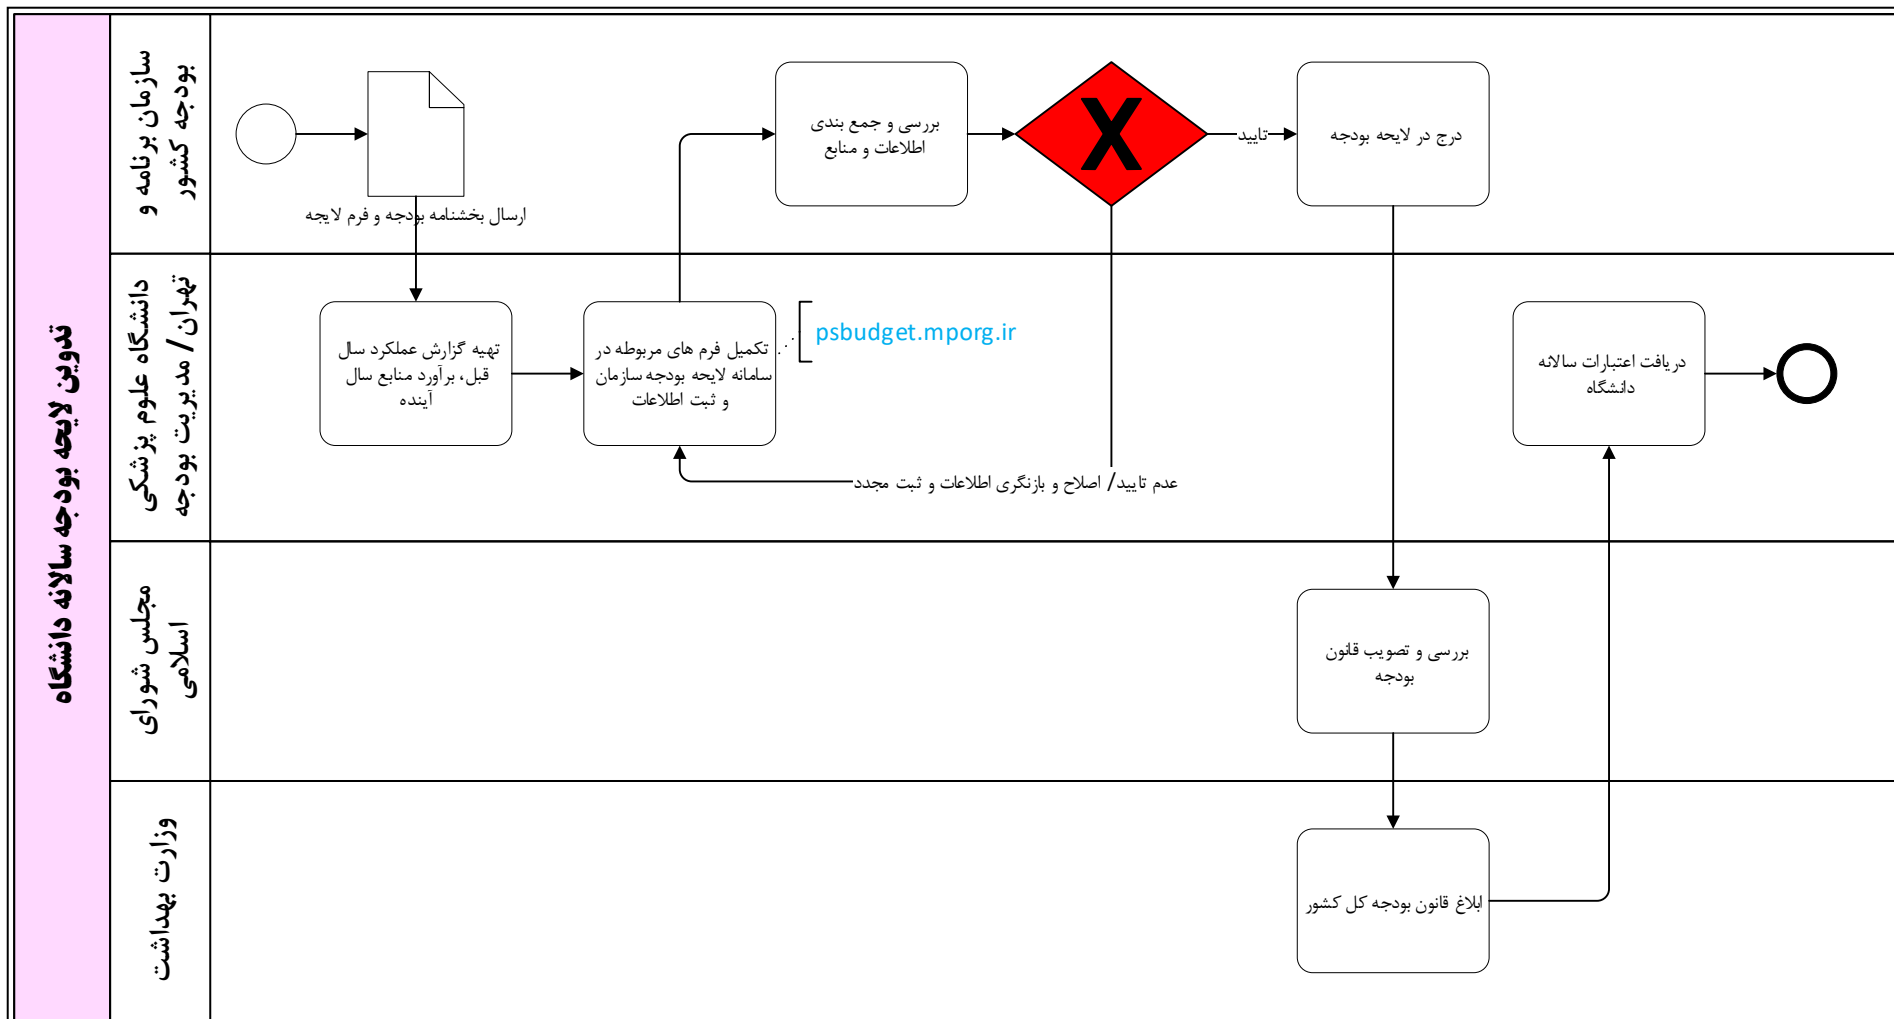 تدوین لایحه بودجه سالانه دانشگاه
سازمان برنامه و
بودجه کشور
ارسال بخشنامه بودجه و فرم لایجه
بررسی و جمع بندی
اطلاعات و منابع
X
تایید
درج در لایحه بودجه
دانشگاه علوم پزشکی
تهران/ مدیریت بودجه
تهیه گزارش عملکرد سال
قبل، برآورد منابع سال
آینده
تکمیل فرم های مربوطه در
سامانه لایحه بودجه سازمان
و ثبت اطلاعات
psbudget.mporg.ir
عدم تایید/ اصلاح و بازنگری اطلاعات و ثبت مجدد
دریافت اعتبارات سالانه
دانشگاه
مجلس شورای
اسلامی
بررسی و تصویب قانون
بودجه
وزارت بهداشت
ابلاغ قانون بودجه کل کشور